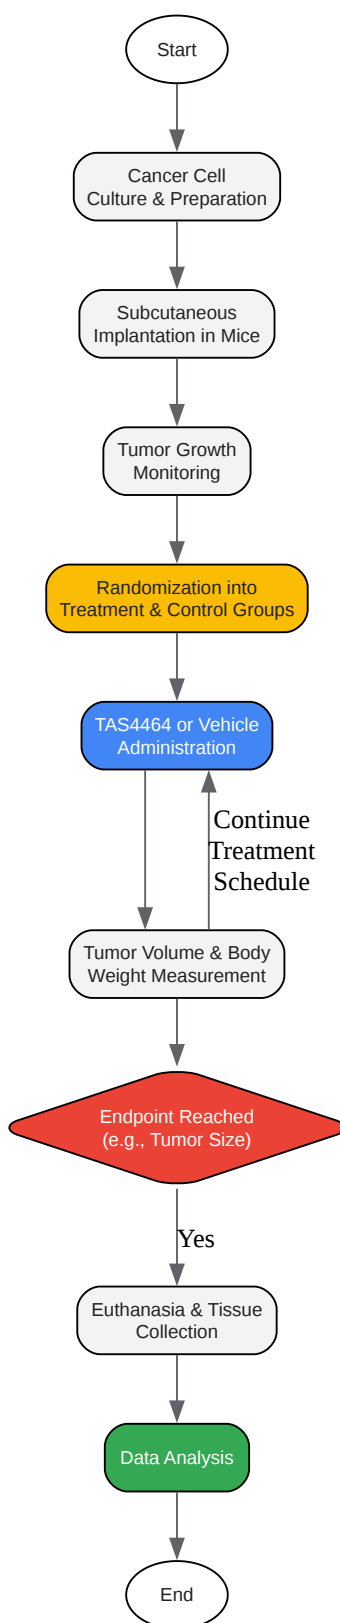 Start
Cancer Cell
Culture & Preparation
Subcutaneous
Implantation in Mice
Tumor Growth
Monitoring
Randomization into
Treatment & Control Groups
TAS4464 or Vehicle
Administration
Continue
Treatment
Schedule
Tumor Volume & Body
Weight Measurement
Endpoint Reached
(e.g., Tumor Size)
Yes
Euthanasia & Tissue
Collection
Data Analysis
End